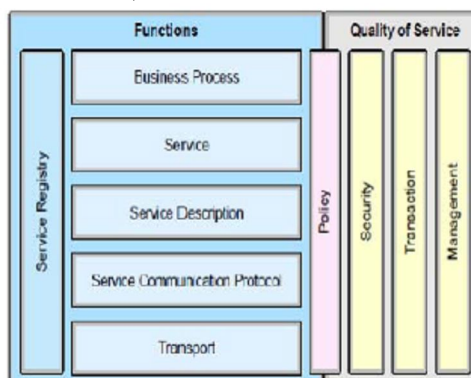 Functions
Quality of Service
Service Registry
Business Process
Service
Service Description
Service Communication Protocol
Transport
Policy
Security
Transaction
Management